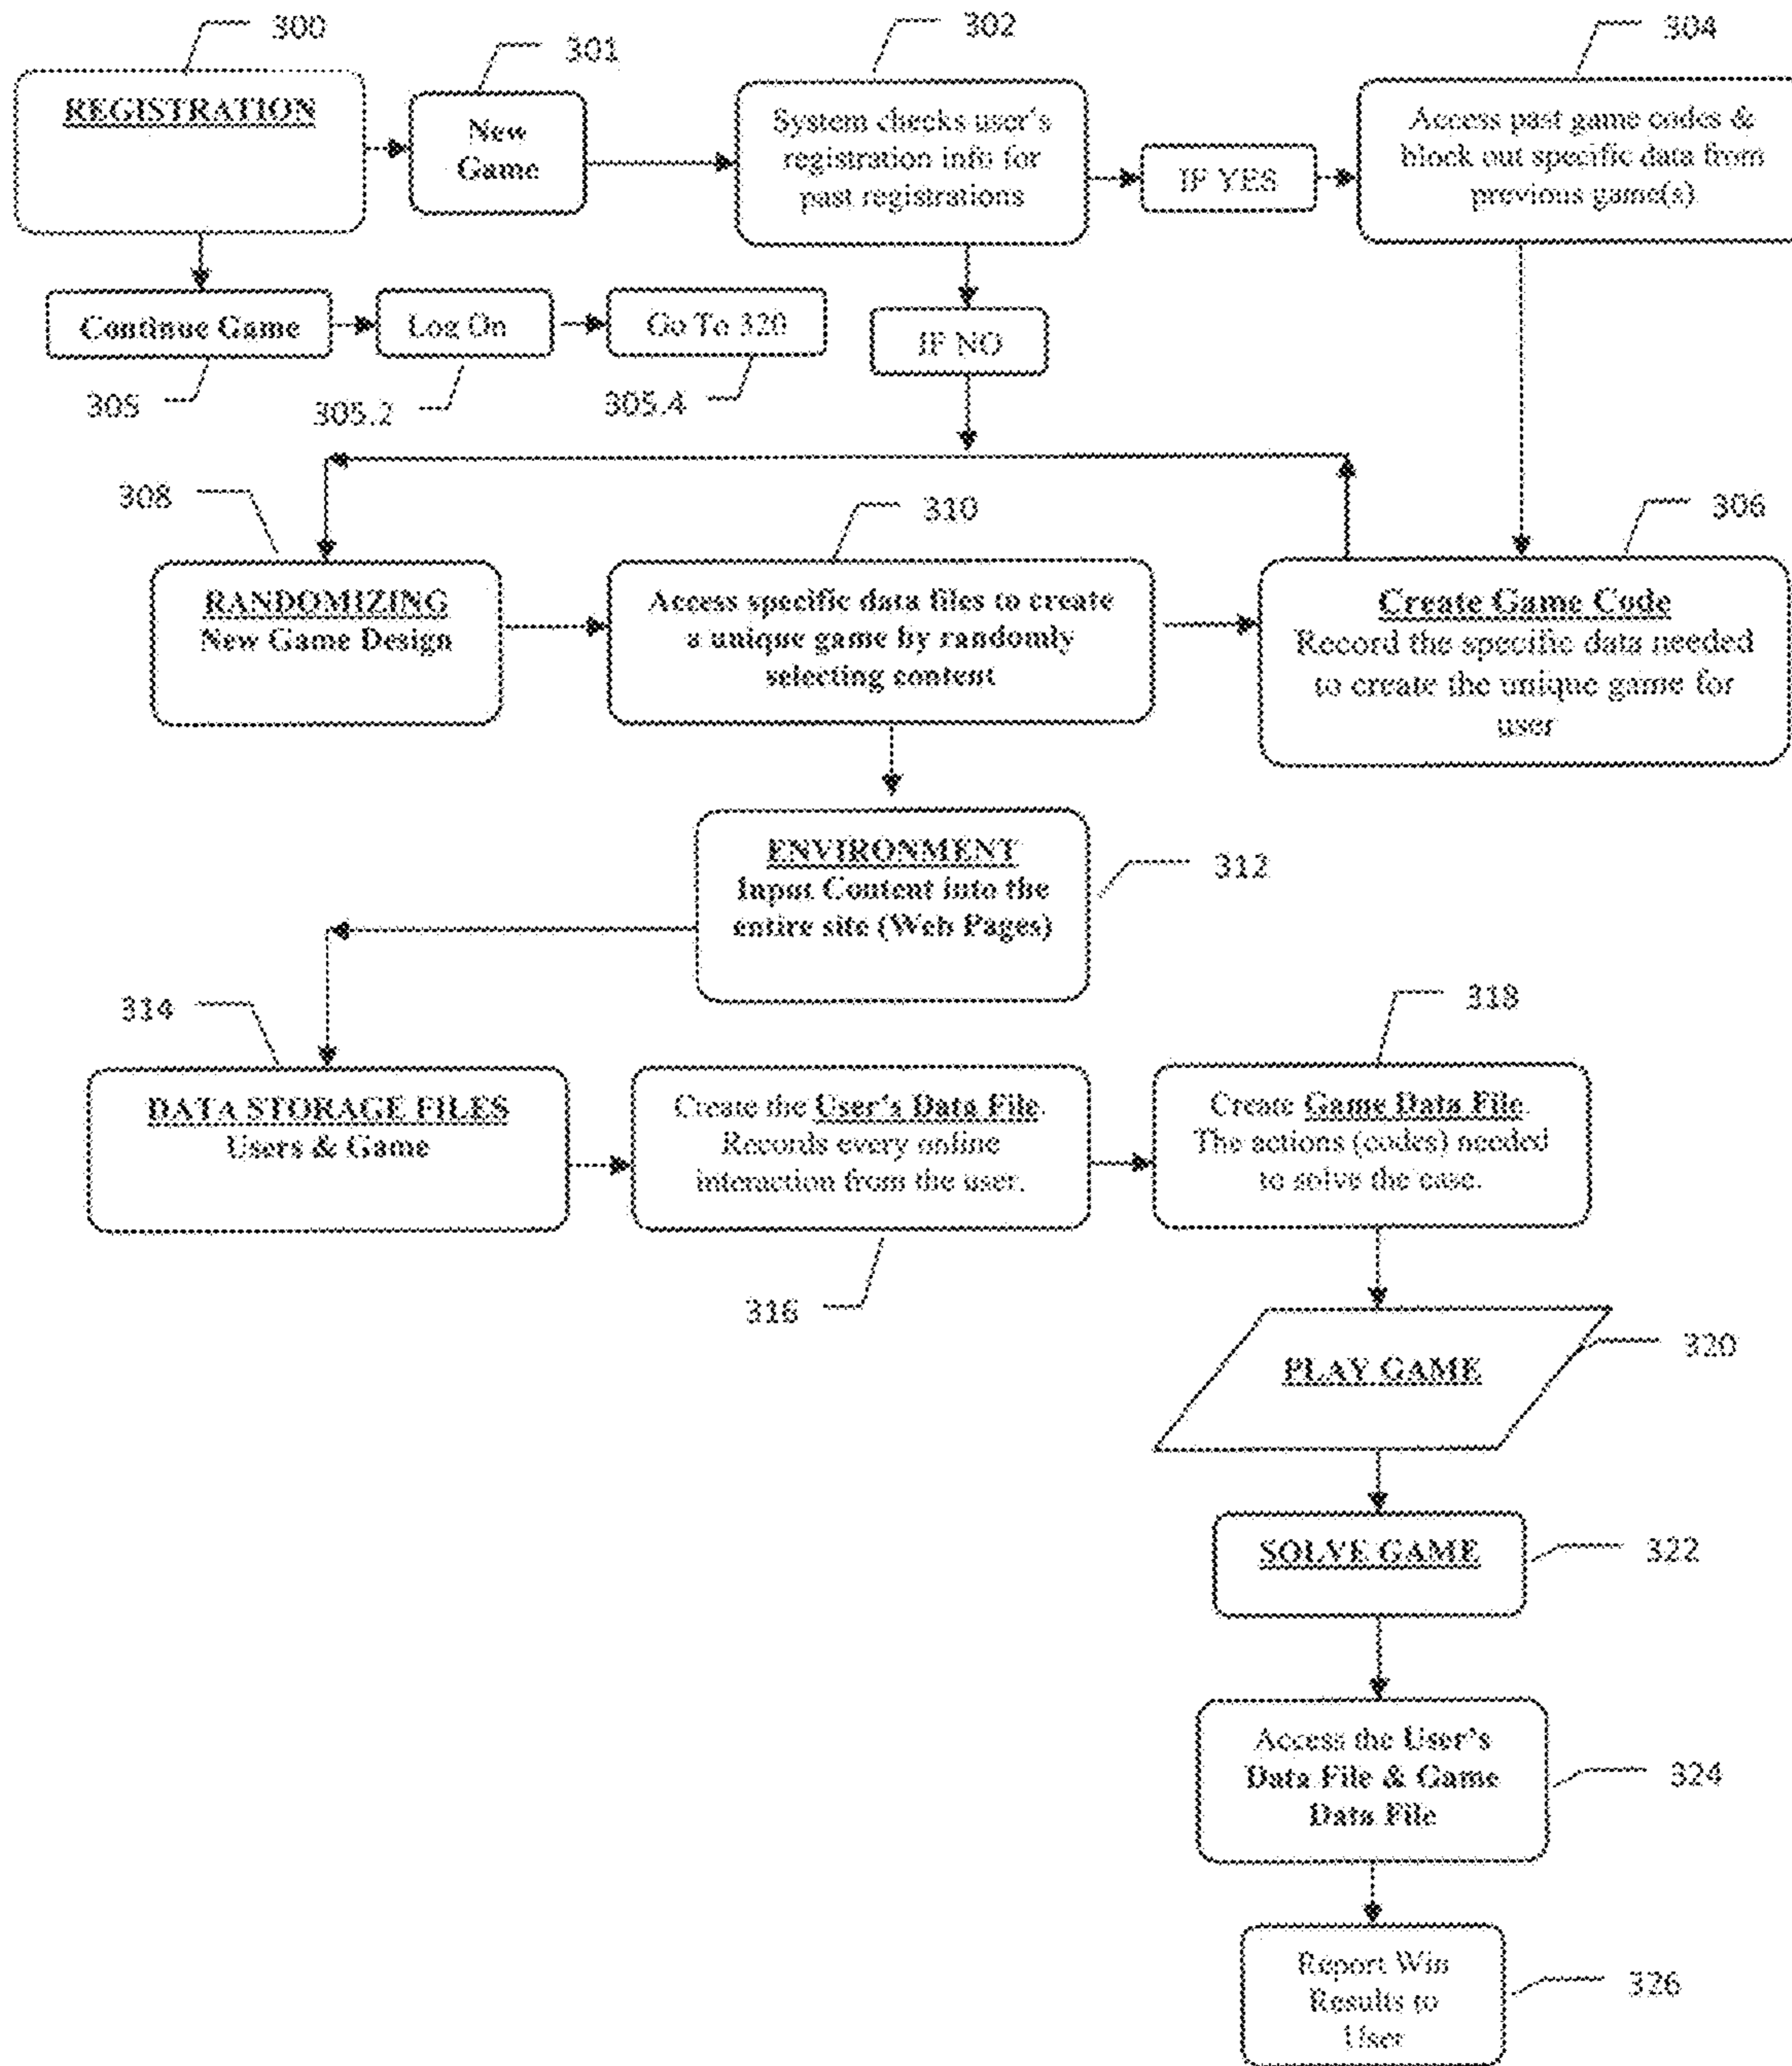 300
301
302
304
REGISTRATION
New
Game
System checks user's
registration info for
past registrations
IF YES
Access past game codes &
block out specific data from
previous game(s)
Continue Game
Log On
Go To 320
IF NO
305
305.2
305.4
308
310
306
RANDOMIZING
New Game Design
Access specific data files to create
a unique game by randomly
selecting content
Create Game Code
Record the specific data needed
to create the unique game for
user
ENVIRONMENT
Input Content into the
entire site (Web Pages)
312
314
318
DATA STORAGE FILES
Users & Game
Create the User's Data File.
Records every online
interaction from the user.
Create Game Data File.
The actions (codes) needed
to solve the case.
316
PLAY GAME
320
SOLVE GAME
322
Access the User's
Data File & Game
Data File
324
Report Win
Results to
User
326